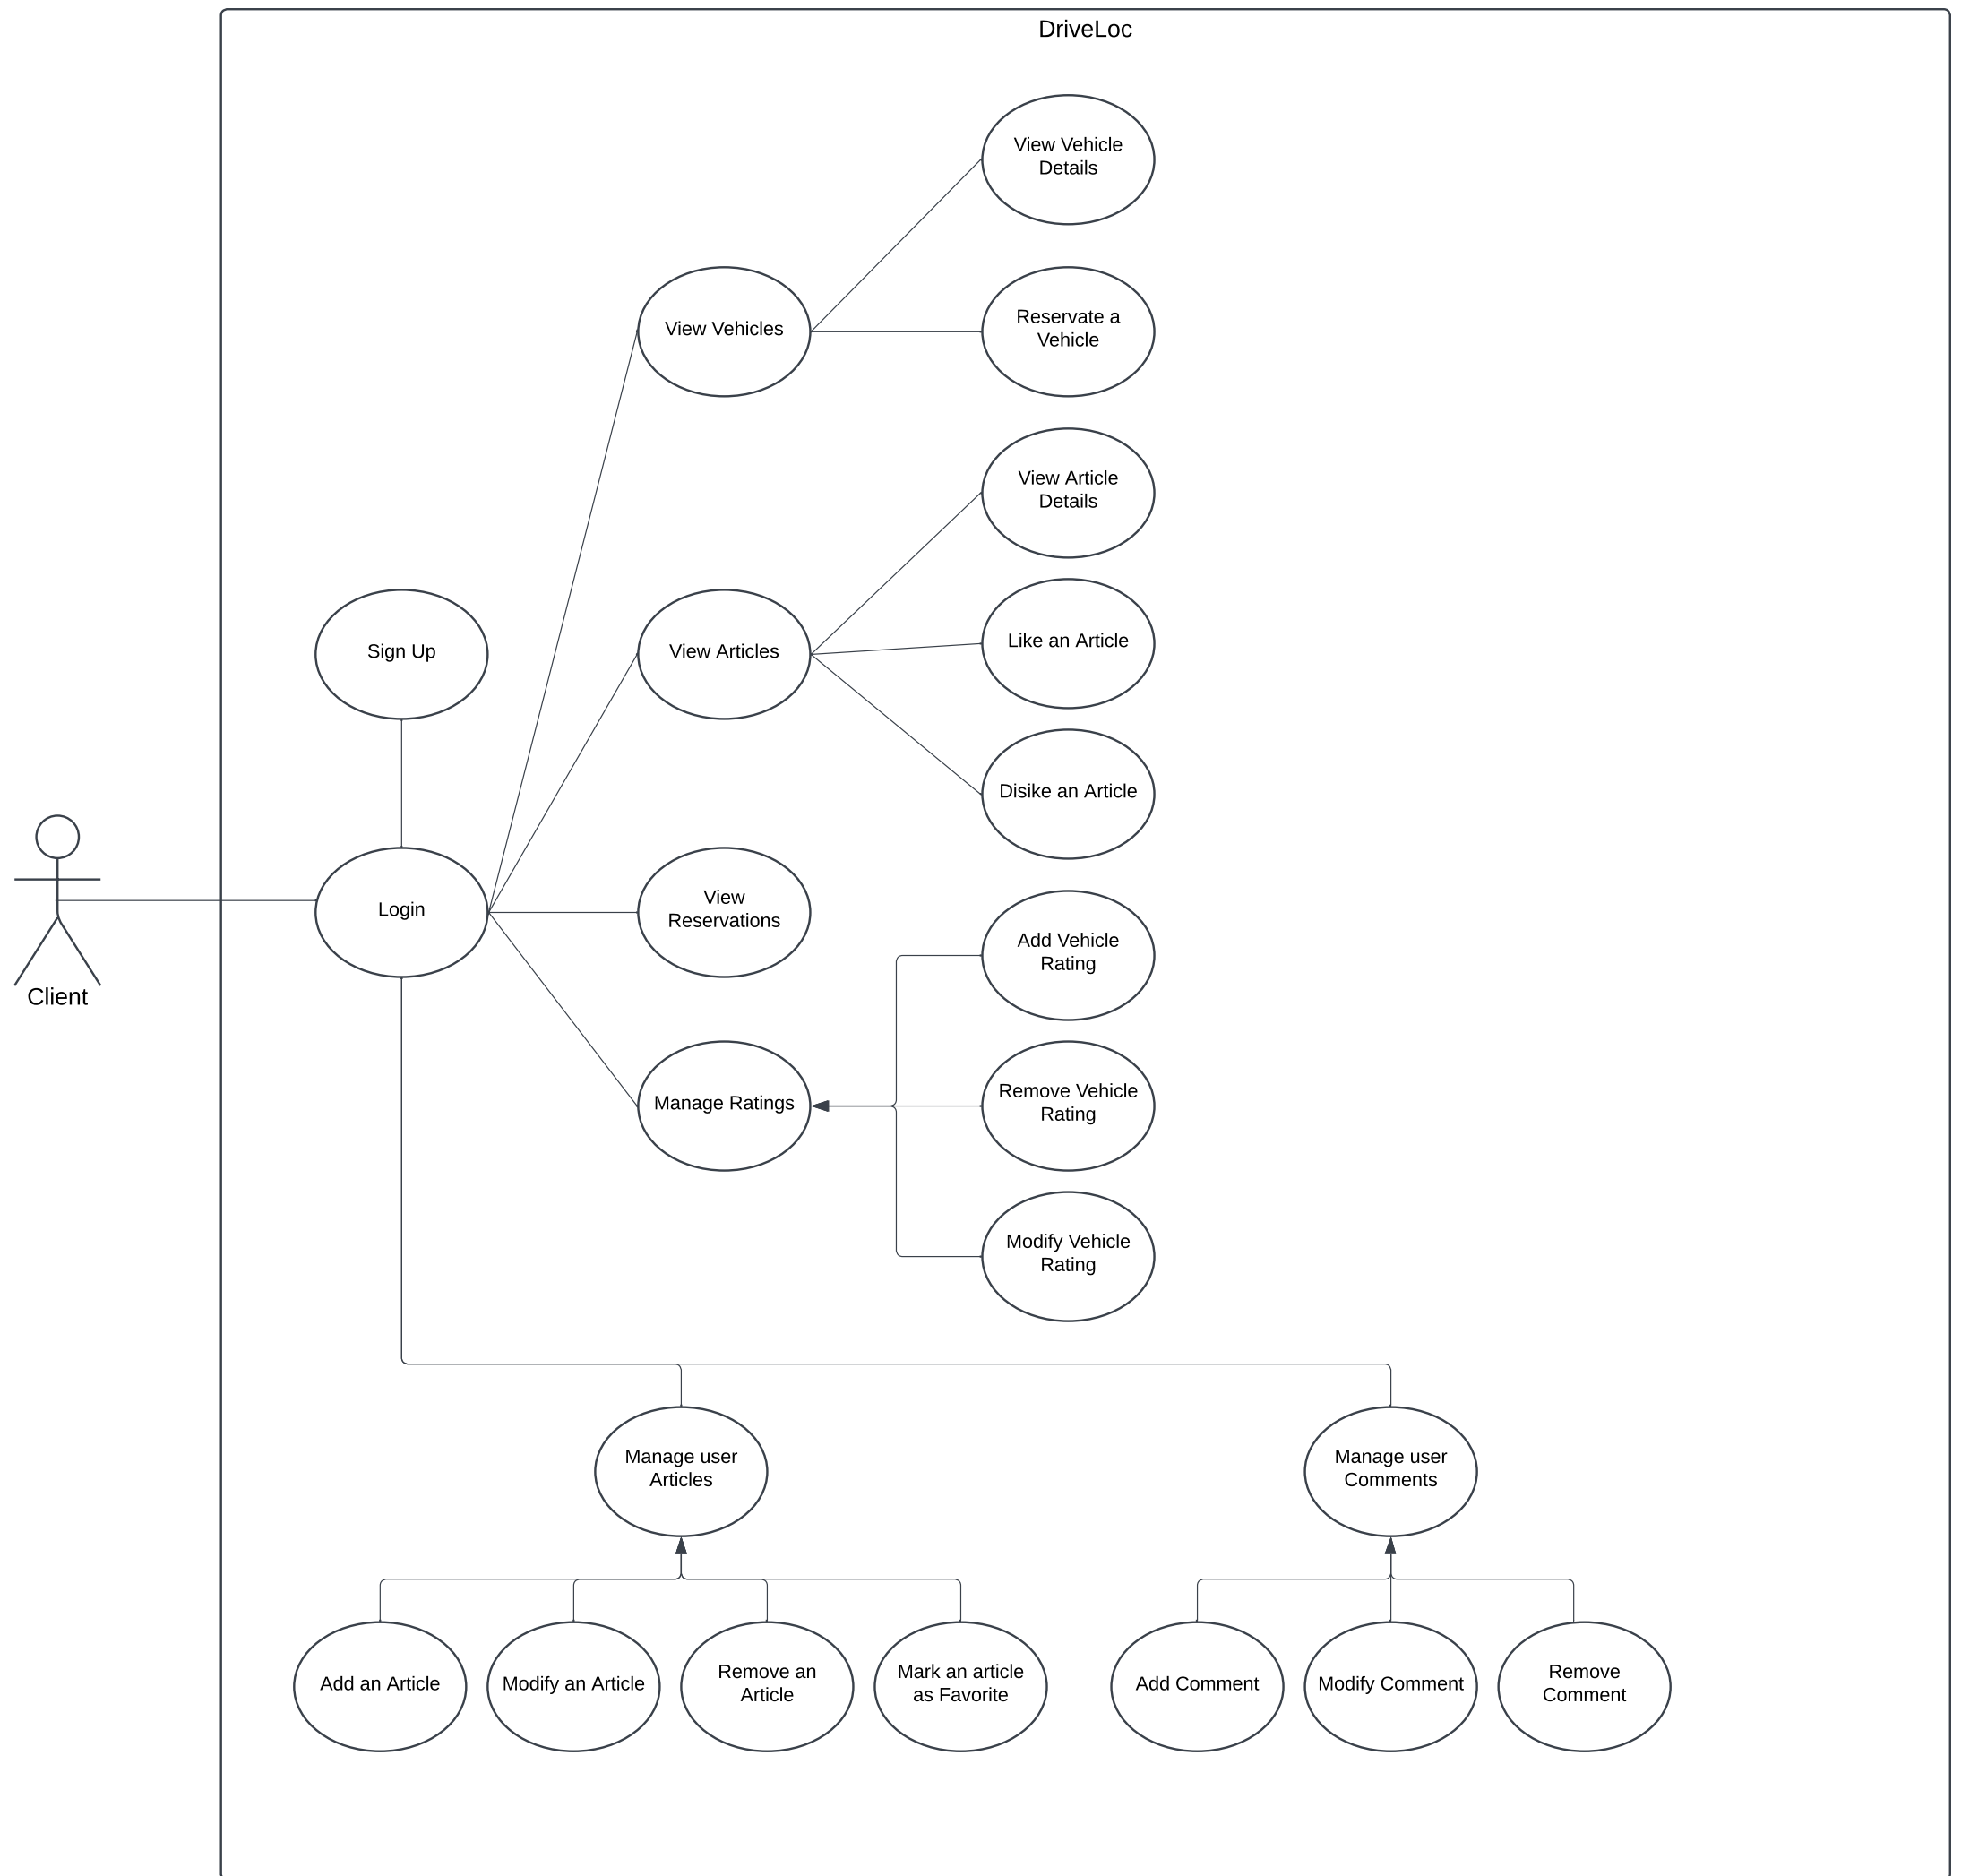 DriveLoc
View Vehicle
Details
View Vehicles
Reservate a
Vehicle
View Article
Details
Sign Up
View Articles
Like an Article
Disike an Article
Login
View
Reservations
Client
Add Vehicle
Rating
Manage Ratings
Remove Vehicle
Rating
Modify Vehicle
Rating
Manage user
Articles
Manage user
Comments
Add an Article
Modify an Article
Remove an
Article
Mark an article
as Favorite
Add Comment
Modify Comment
Remove
Comment